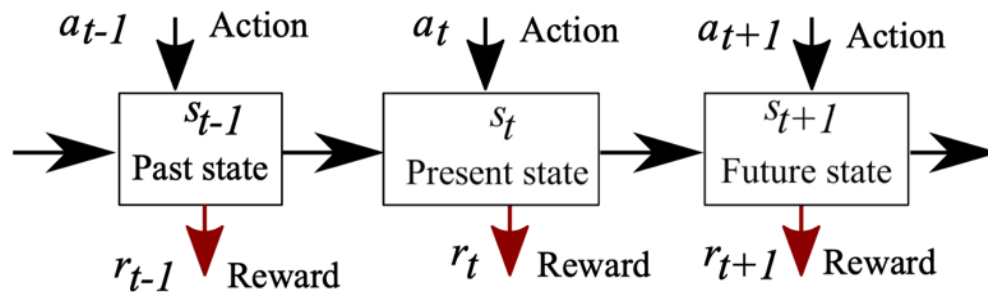 a_{t-1} Action a_t Action a_{t+1} Action
s_{t-1} s_t s_{t+1}
Past state Present state Future state
r_{t-1} Reward r_t Reward r_{t+1} Reward